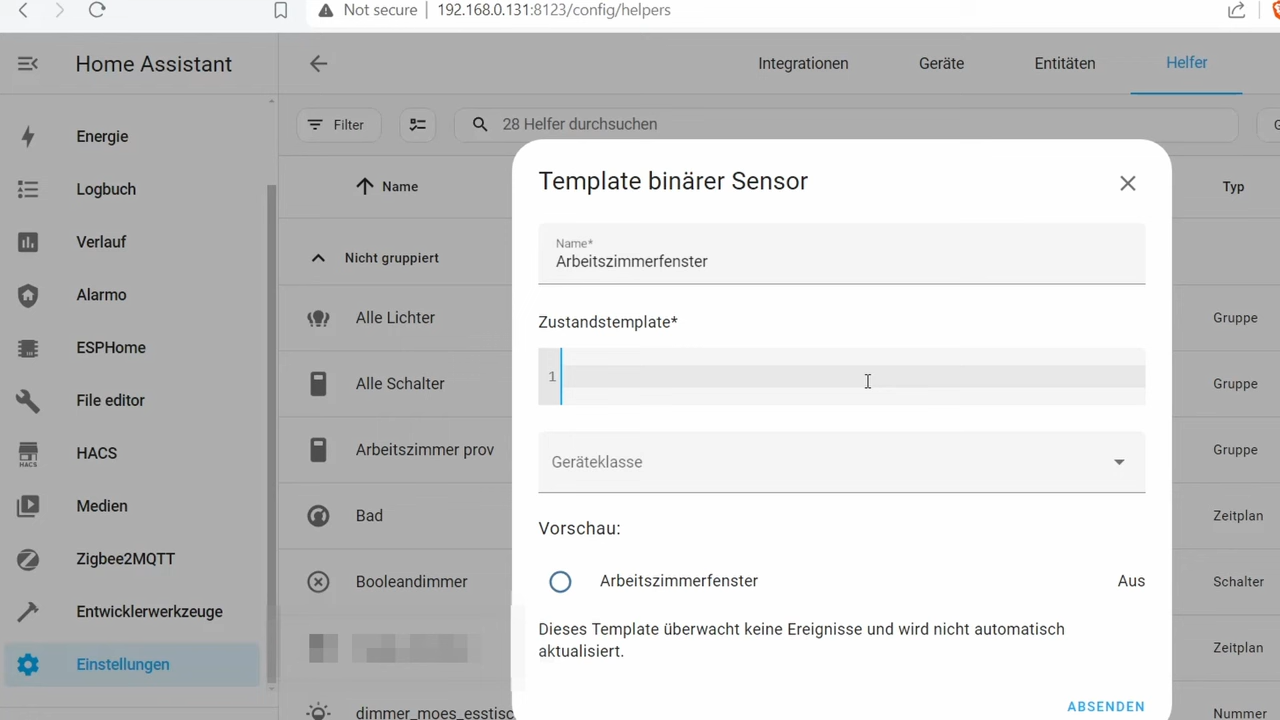 Not secure 192.168.0.131:8123/config/helpers
Home Assistant
Integrationen Geräte Entitäten Helfer
Filter
28 Helfer durchsuchen
Energie
Logbuch
Verlauf
Alarmo
ESPHome
File editor
HACS
HACS
Medien
Zigbee2MQTT
Entwicklerwerkzeuge
Einstellungen
Name
Typ
Nicht gruppiert
Alle Lichter
Gruppe
Alle Schalter
Gruppe
Arbeitszimmer prov
Gruppe
Bad
Zeitplan
Booleandimmer
Schalter
Zeitplan
dimmer_moes_esstisc
Nummer
Template binärer Sensor
Name*
Arbeitszimmerfenster
Zustandstemplate*
1
Geräteklasse
Vorschau:
Arbeitszimmerfenster Aus
Dieses Template überwacht keine Ereignisse und wird nicht automatisch
aktualisiert.
ABSENDEN